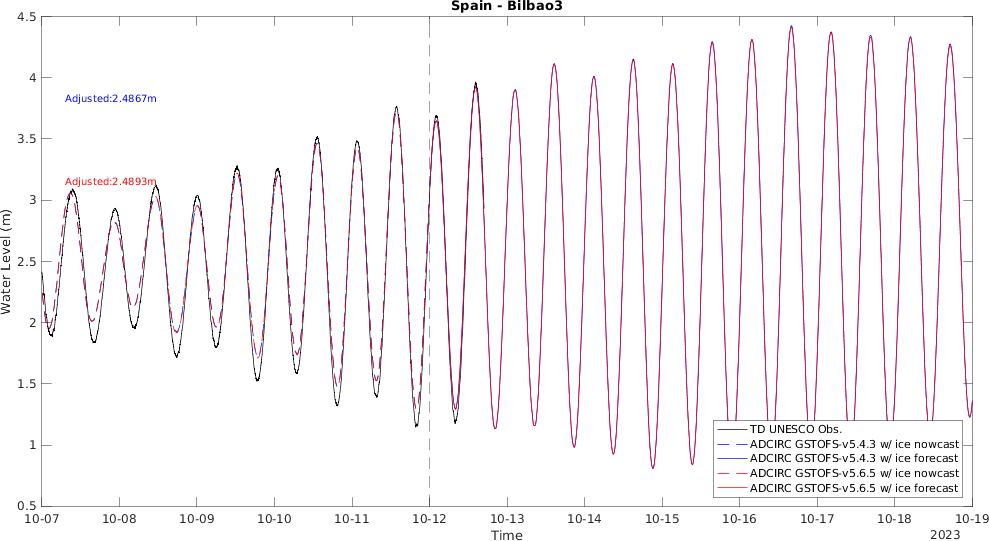 Spain - Bilbao3
4.5
4
3.5
3
2.5
2
1.5
1
0.5
Water Level (m)
Adjusted:2.4867m
Adjusted:2.4893m
TD UNESCO Obs.
ADCIRC GSTOFS-v5.4.3 w/ ice nowcast
ADCIRC GSTOFS-v5.4.3 w/ ice forecast
ADCIRC GSTOFS-v5.6.5 w/ ice nowcast
ADCIRC GSTOFS-v5.6.5 w/ ice forecast
10-07 10-08 10-09 10-10 10-11 10-12 10-13 10-14 10-15 10-16 10-17 10-18 10-19
Time
2023